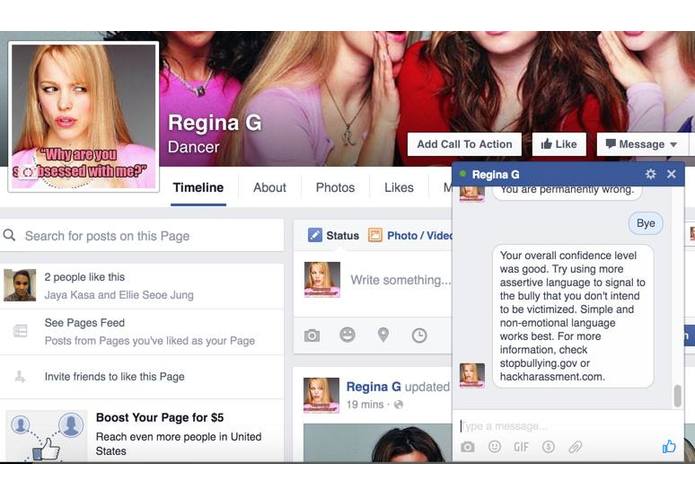 Regina G
Dancer
"Why are you
so obsessed with me?"
Add Call To Action
Like
Message
Timeline
About
Photos
Likes
M
Search for posts on this Page
2 people like this
Jaya Kasa and Ellie Seoe Jung
See Pages Feed
Posts from Pages you've liked as your Page
Invite friends to like this Page
Boost Your Page for $5
Reach even more people in United
States
Status
Photo / Video
Write something...
Regina G updated
19 mins ·
Regina G
You are permanently wrong.
Bye
Your overall confidence level
was good. Try using more
assertive language to signal to
the bully that you don't intend
to be victimized. Simple and
non-emotional language
works best. For more
information, check
stopbullying.gov or
hackharassment.com.
Type a message...
GIF